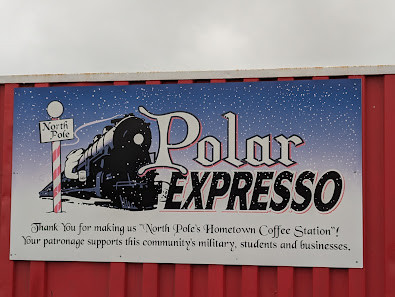 North
Pole
Polar
EXPRESSO
Thank You for making us "North Pole's Hometown Coffee Station"!
Your patronage supports this community's military, students and businesses.